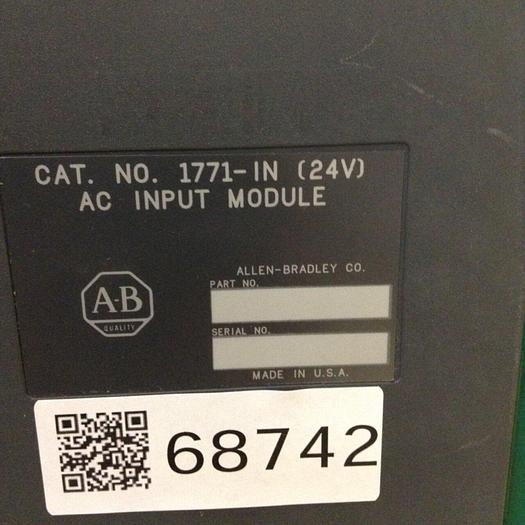 CAT. NO. 1771-IN (24V)
AC INPUT MODULE
ALLEN-BRADLEY CO.
PART NO.
A-B
QUALITY
SERIAL NO.
MADE IN U.S.A.
68742